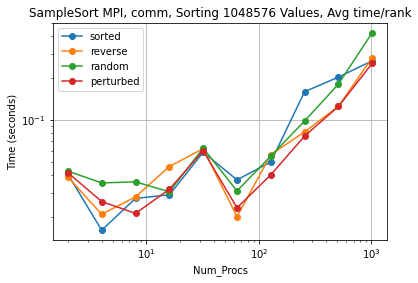 SampleSort MPI, comm, Sorting 1048576 Values, Avg time/rank
sorted
reverse
random
perturbed
Time (seconds)
10⁻¹
10¹
10²
10³
Num_Procs